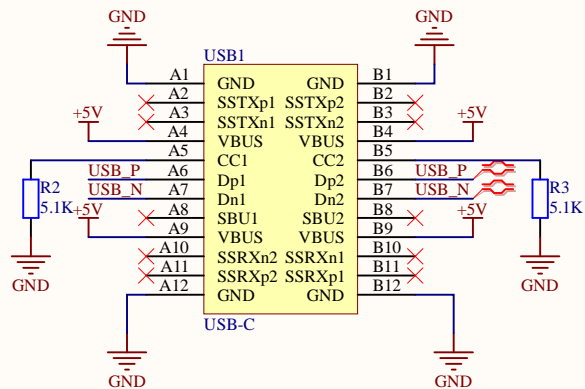 GND GND
USB1
A1 GND GND B1
A2 SSTXp1 SSTXp2 B2
A3 SSTXn1 SSTXn2 B3
+5V A4 VBUS VBUS B4 +5V
A5 CC1 CC2 B5
USB_P A6 Dp1 Dp2 B6 USB_P
R2 USB_N A7 Dn1 Dn2 B7 USB_N R3
5.1K +5V A8 SBU1 SBU2 B8 +5V 5.1K
A9 VBUS VBUS B9
A10 SSRXn2 SSRXn1 B10
A11 SSRXp2 SSRXp1 B11
GND A12 GND GND B12 GND
USB-C
GND GND